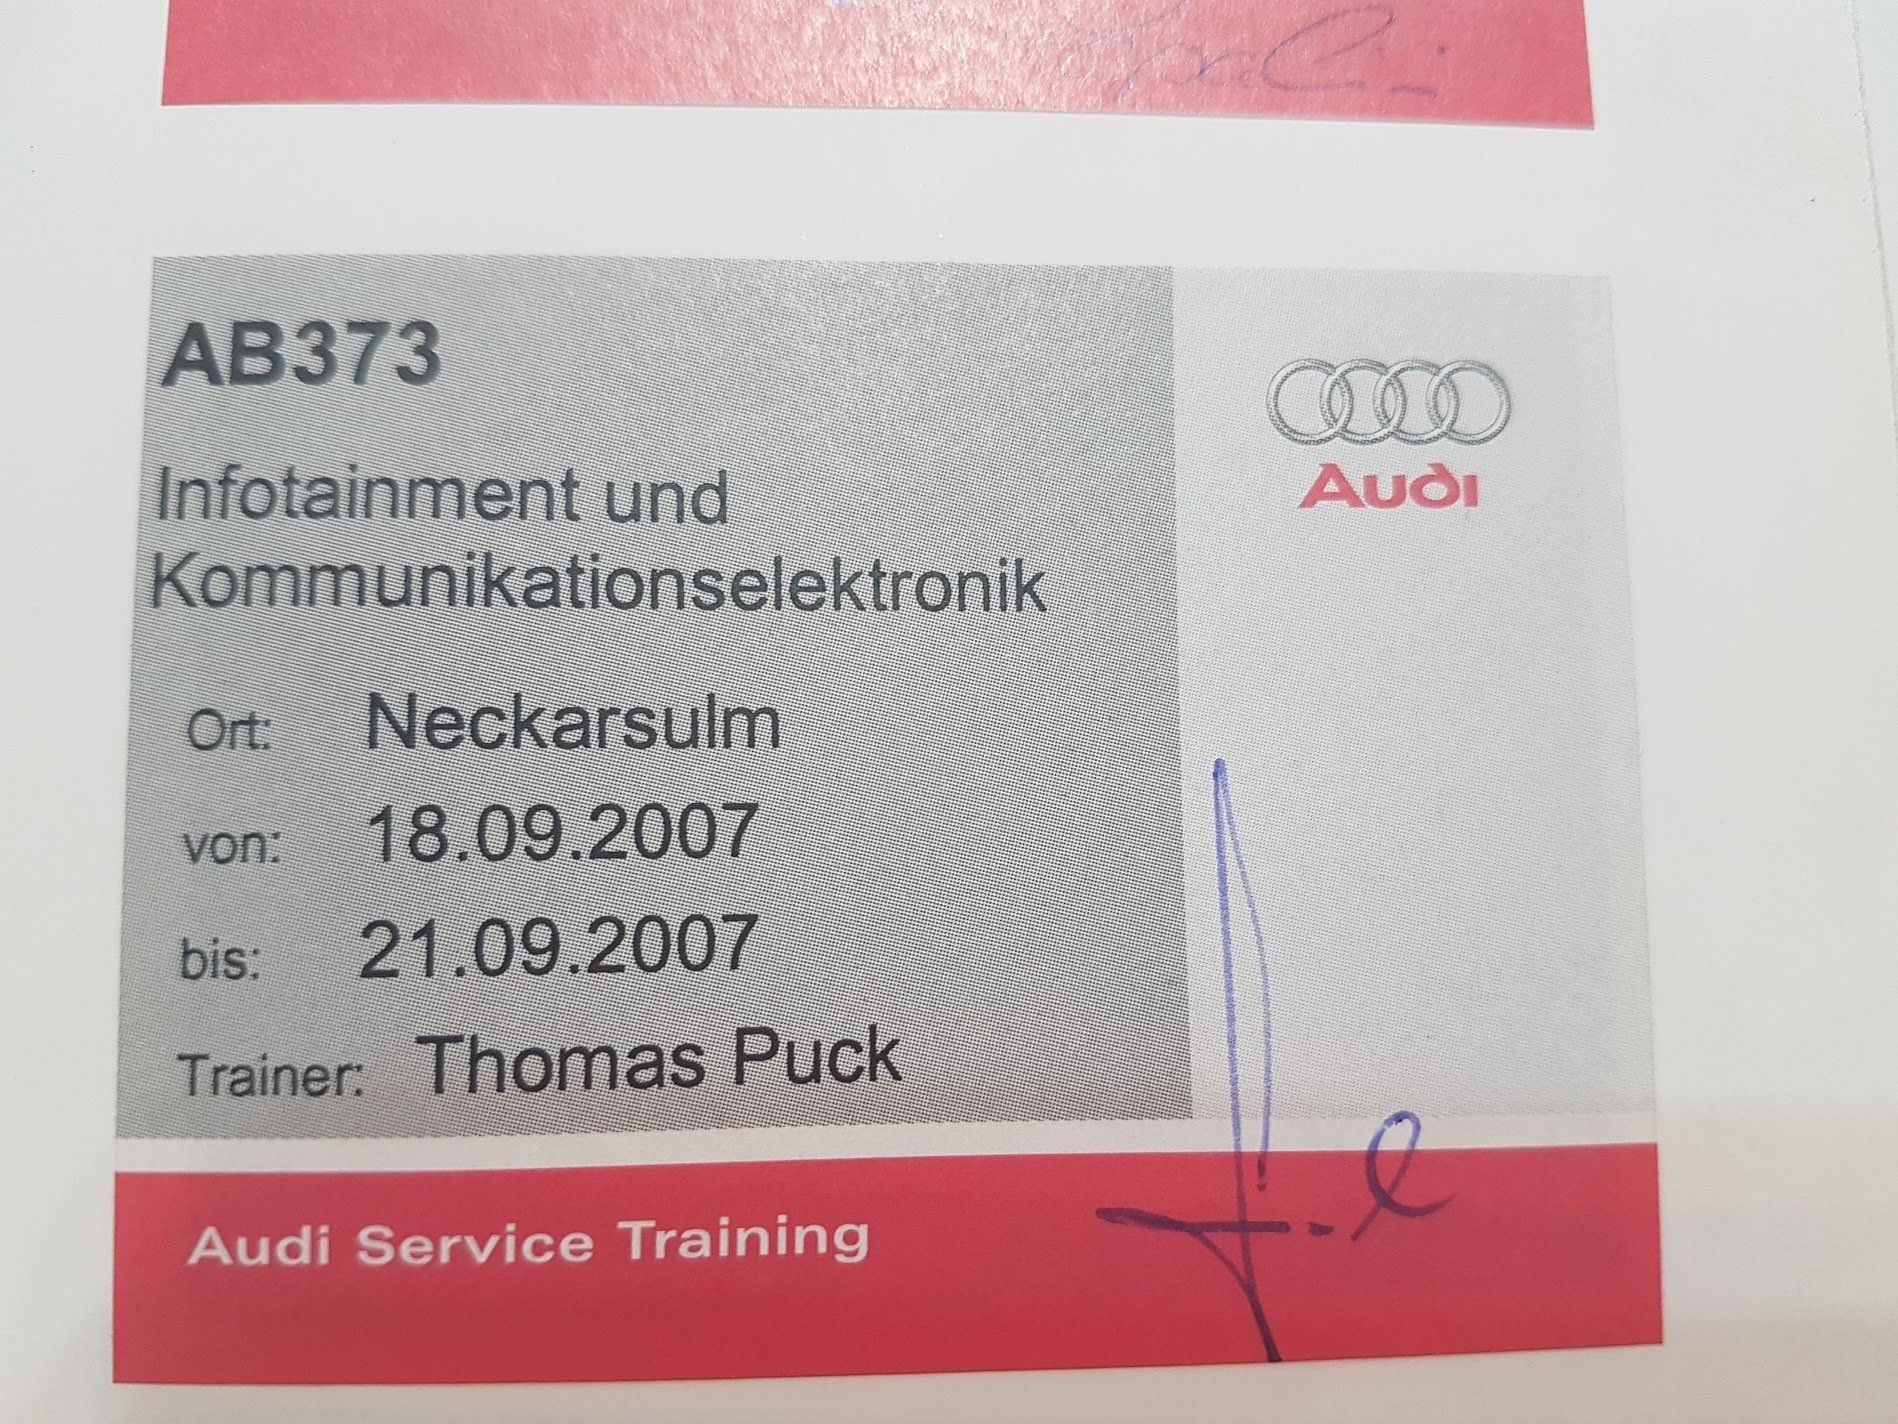 AB373
Audi
Infotainment und
Kommunikationselektronik
Ort: Neckarsulm
von: 18.09.2007
bis: 21.09.2007
Trainer: Thomas Puck
Audi Service Training